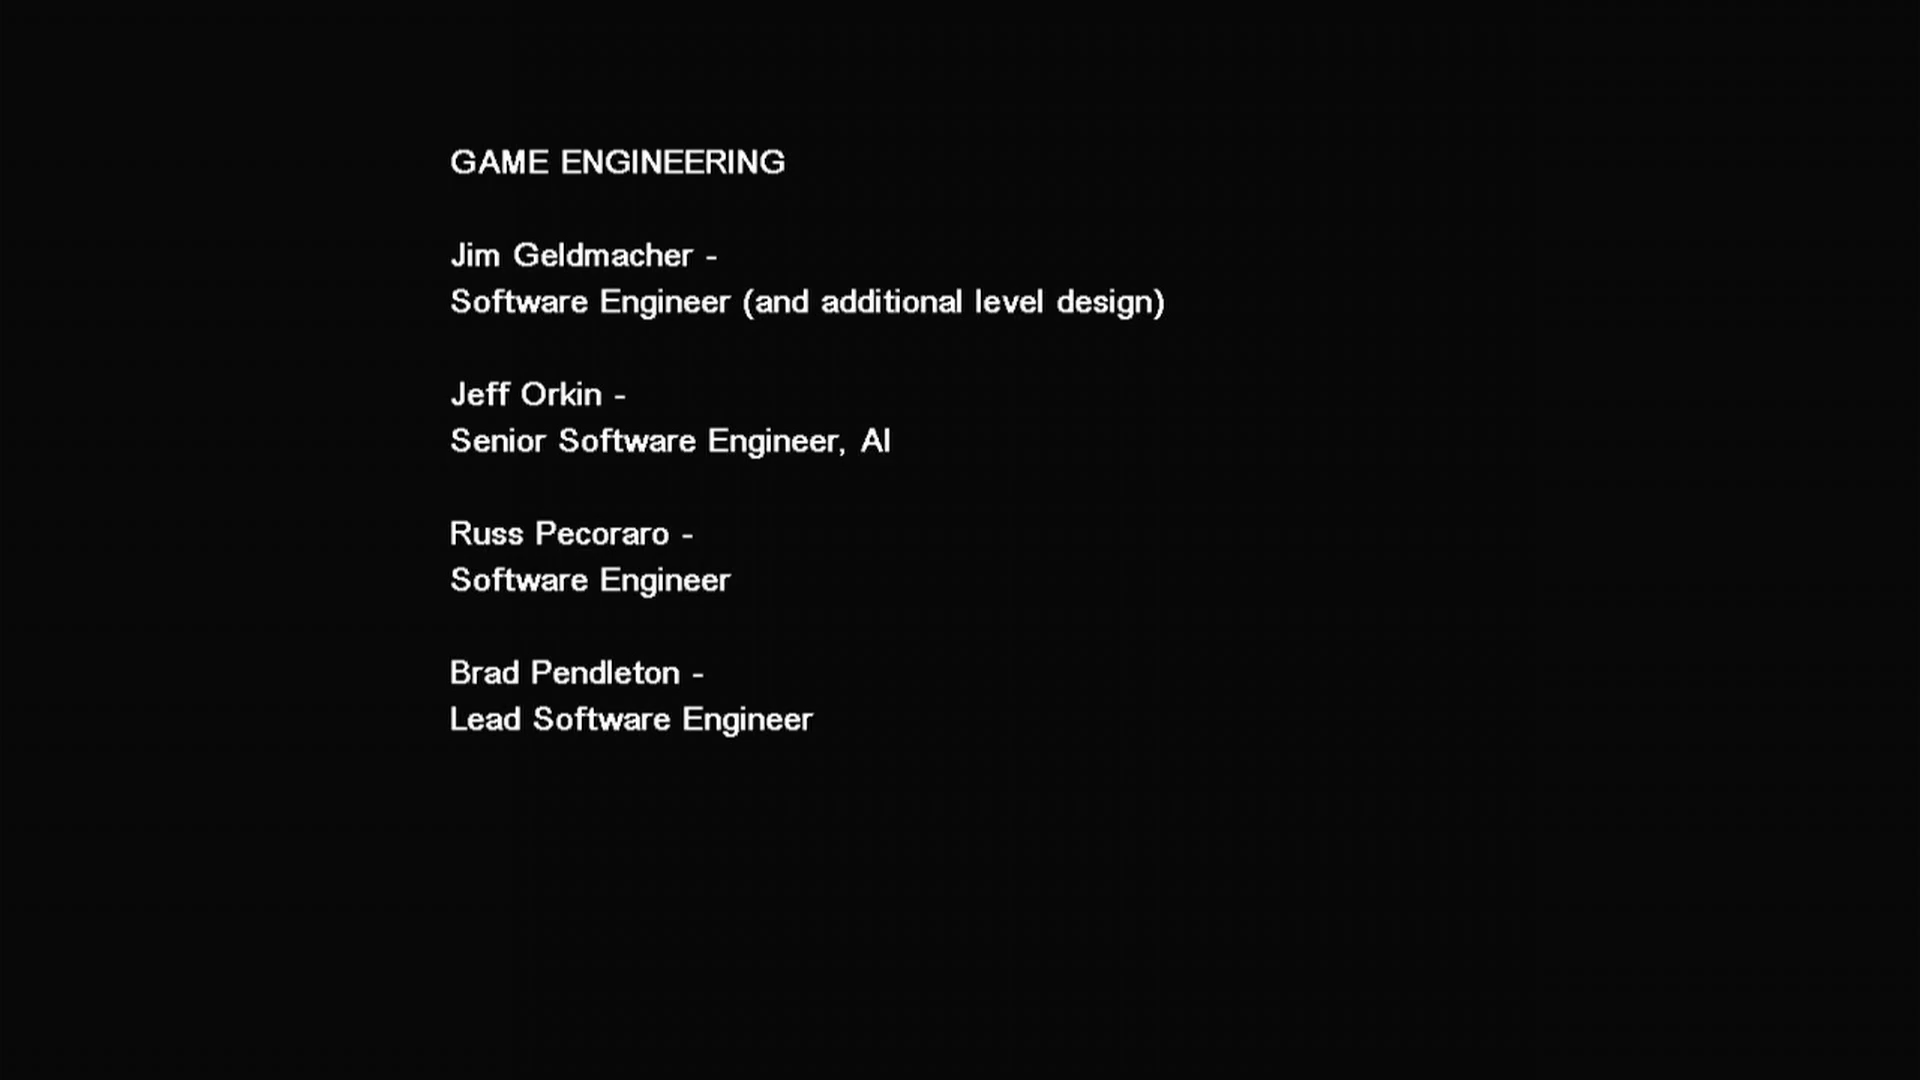 GAME ENGINEERING
Jim Geldmacher -
Software Engineer (and additional level design)
Jeff Orkin -
Senior Software Engineer, AI
Russ Pecoraro -
Software Engineer
Brad Pendleton -
Lead Software Engineer